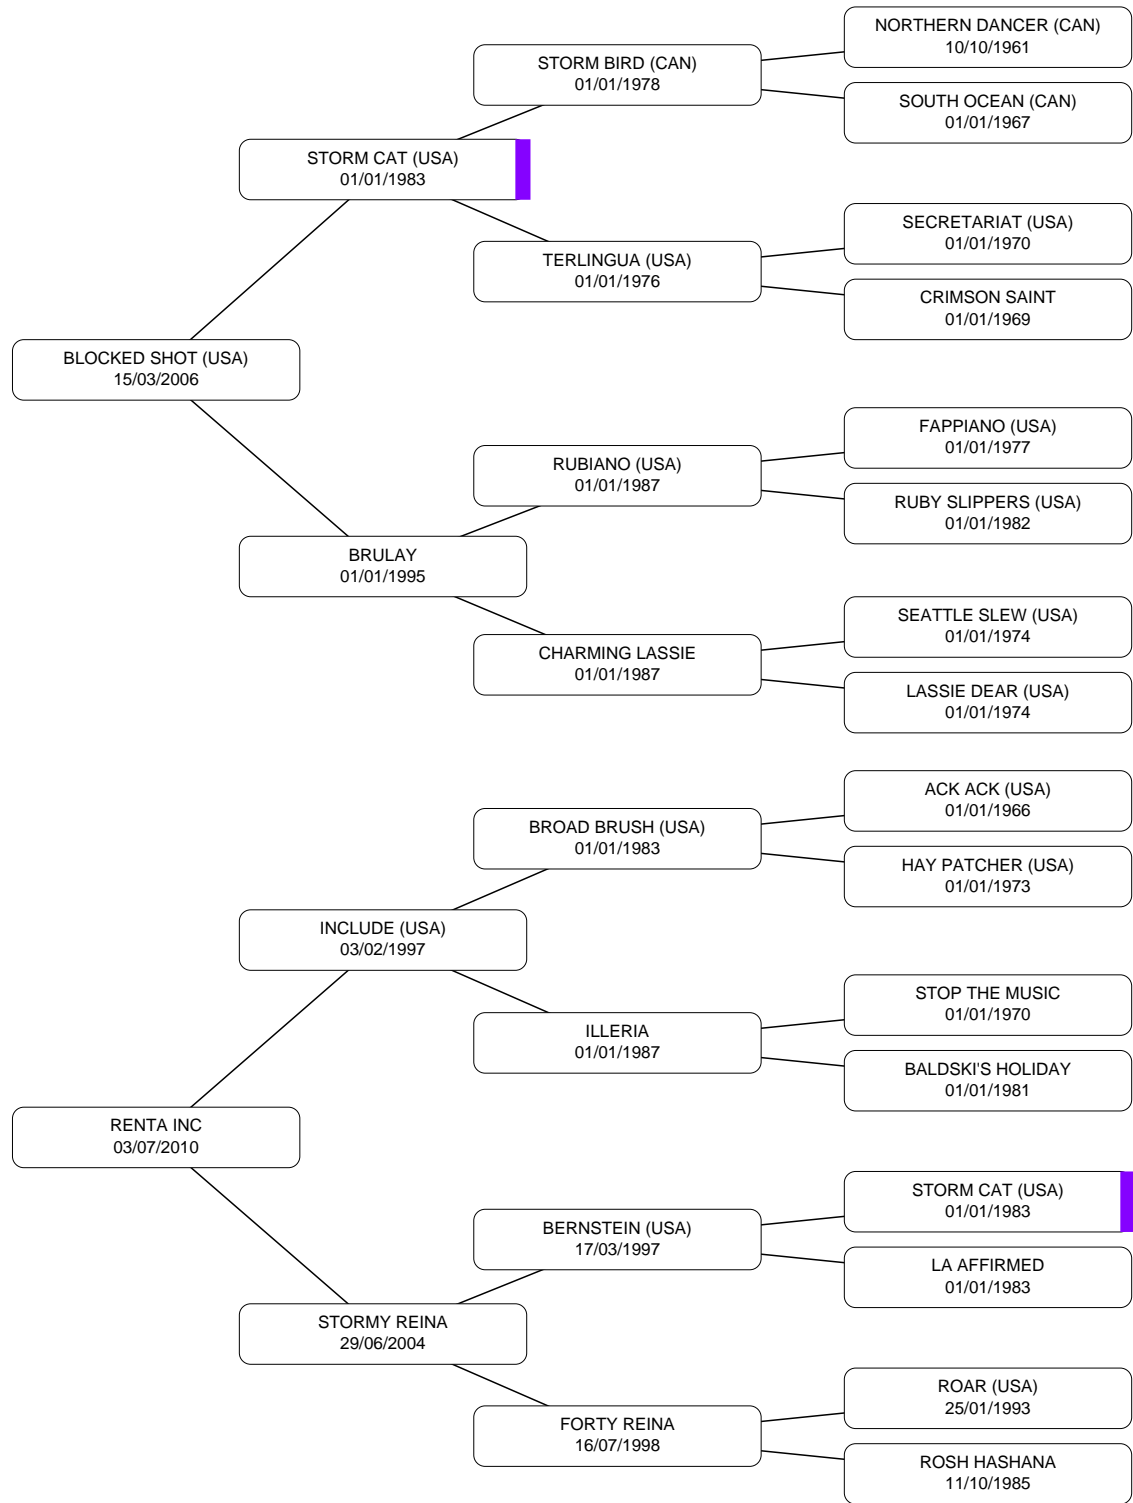 NORTHERN DANCER (CAN)
10/10/1961
STORM BIRD (CAN)
01/01/1978
SOUTH OCEAN (CAN)
01/01/1967
STORM CAT (USA)
01/01/1983
SECRETARIAT (USA)
01/01/1970
TERLINGUA (USA)
01/01/1976
CRIMSON SAINT
01/01/1969
BLOCKED SHOT (USA)
15/03/2006
FAPPIANO (USA)
01/01/1977
RUBIANO (USA)
01/01/1987
RUBY SLIPPERS (USA)
01/01/1982
BRULAY
01/01/1995
SEATTLE SLEW (USA)
01/01/1974
CHARMING LASSIE
01/01/1987
LASSIE DEAR (USA)
01/01/1974
ACK ACK (USA)
01/01/1966
BROAD BRUSH (USA)
01/01/1983
HAY PATCHER (USA)
01/01/1973
INCLUDE (USA)
03/02/1997
STOP THE MUSIC
01/01/1970
ILLERIA
01/01/1987
BALDSKI'S HOLIDAY
01/01/1981
RENTA INC
03/07/2010
STORM CAT (USA)
01/01/1983
BERNSTEIN (USA)
17/03/1997
LA AFFIRMED
01/01/1983
STORMY REINA
29/06/2004
ROAR (USA)
25/01/1993
FORTY REINA
16/07/1998
ROSH HASHANA
11/10/1985